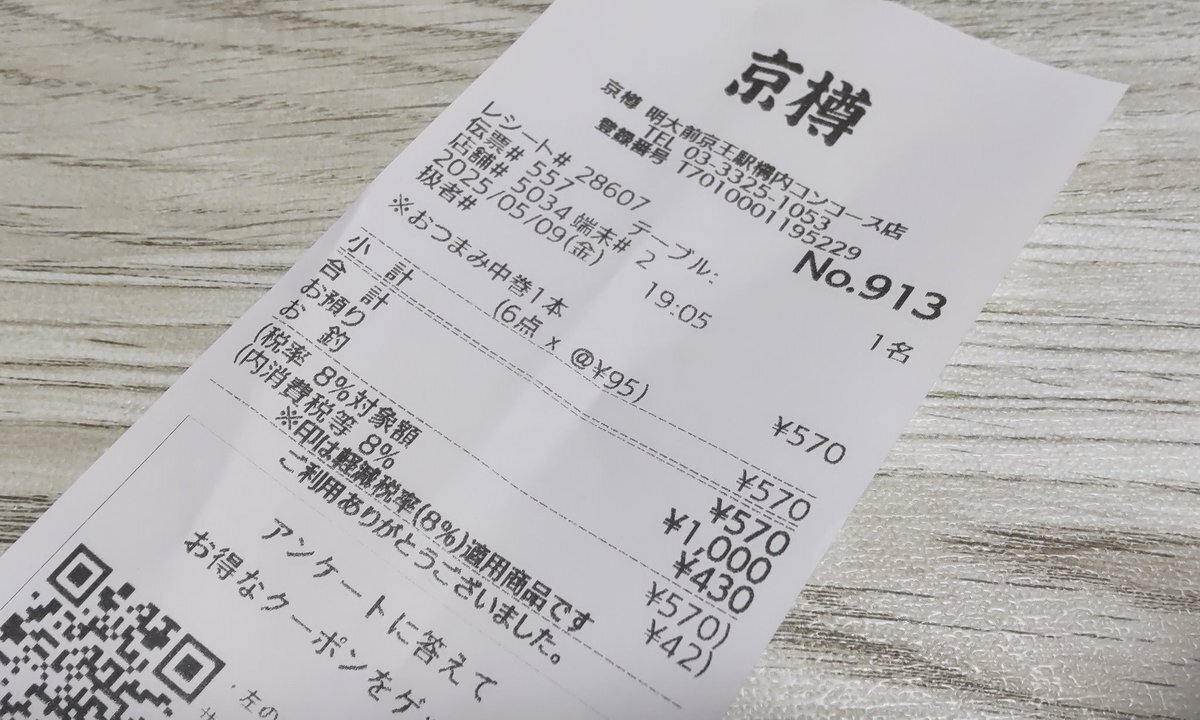 京樽
京樽 明大前京王駅構内コンコース店
TEL 03-3325-1053
登録番号 T7010001195229
No.913
レシート# 28607 テーブル:
伝票# 557 1名
店舗# 5034 端末# 2
2025/05/09(金) 19:05
扱者#
※おつまみ中巻1本
(6点 x @¥95) ¥570
小 計 ¥570
合 計 ¥570
お預り ¥1,000
お 釣 ¥430
(税率 8%対象額 ¥570)
(内消費税等 8% ¥42)
※印は軽減税率(8%)適用商品です
ご利用ありがとうございました。
アンケートに答えて
お得なクーポンをゲ
左の